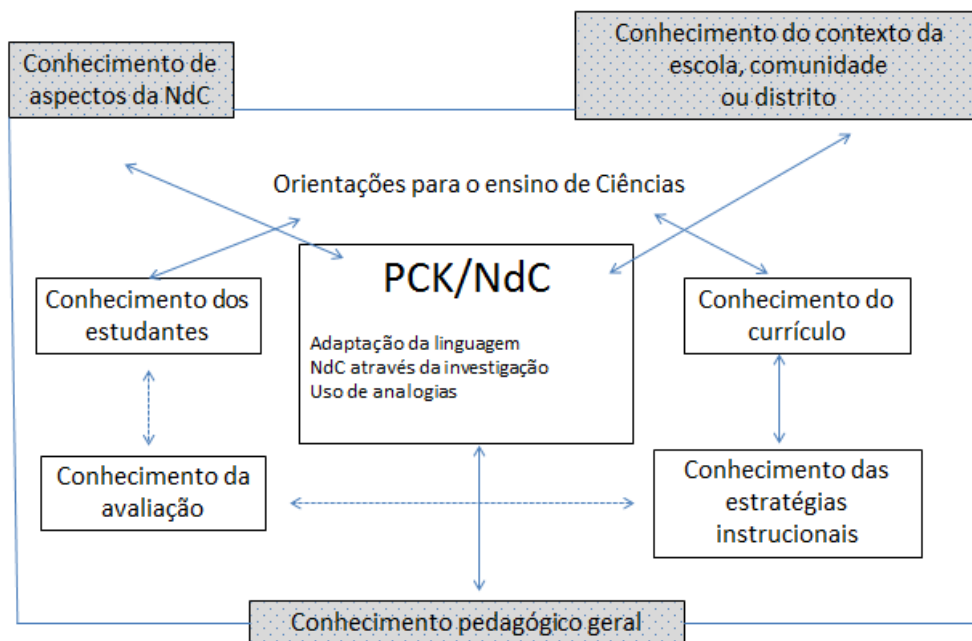 Conhecimento de
aspectos da NdC
Conhecimento do contexto da
escola, comunidade
ou distrito
Orientações para o ensino de Ciências
PCK/NdC
Adaptação da linguagem
NdC através da investigação
Uso de analogias
Conhecimento dos
estudantes
Conhecimento do
currículo
Conhecimento da
avaliação
Conhecimento das
estratégias
instrucionais
Conhecimento pedagógico geral